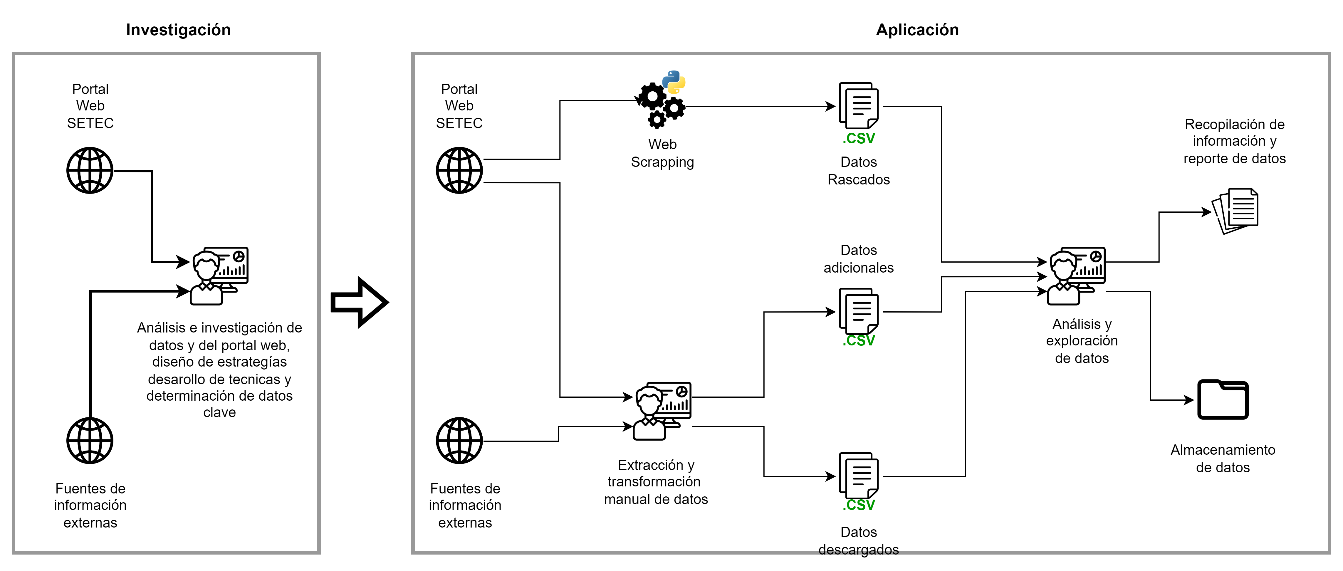 Investigación
Aplicación
Portal
Web
SETEC
Análisis e investigación de
datos y del portal web,
diseño de estrategías
desarollo de tecnicas y
determinación de datos
clave
Fuentes de
información
externas
Portal
Web
SETEC
Web
Scrapping
.CSV
Datos
Rascados
Datos
adicionales
.CSV
Extracción y
transformación
manual de datos
Fuentes de
información
externas
.CSV
Datos
descargados
Análisis y
exploración
de datos
Recopilación de
información y
reporte de datos
Almacenamiento
de datos